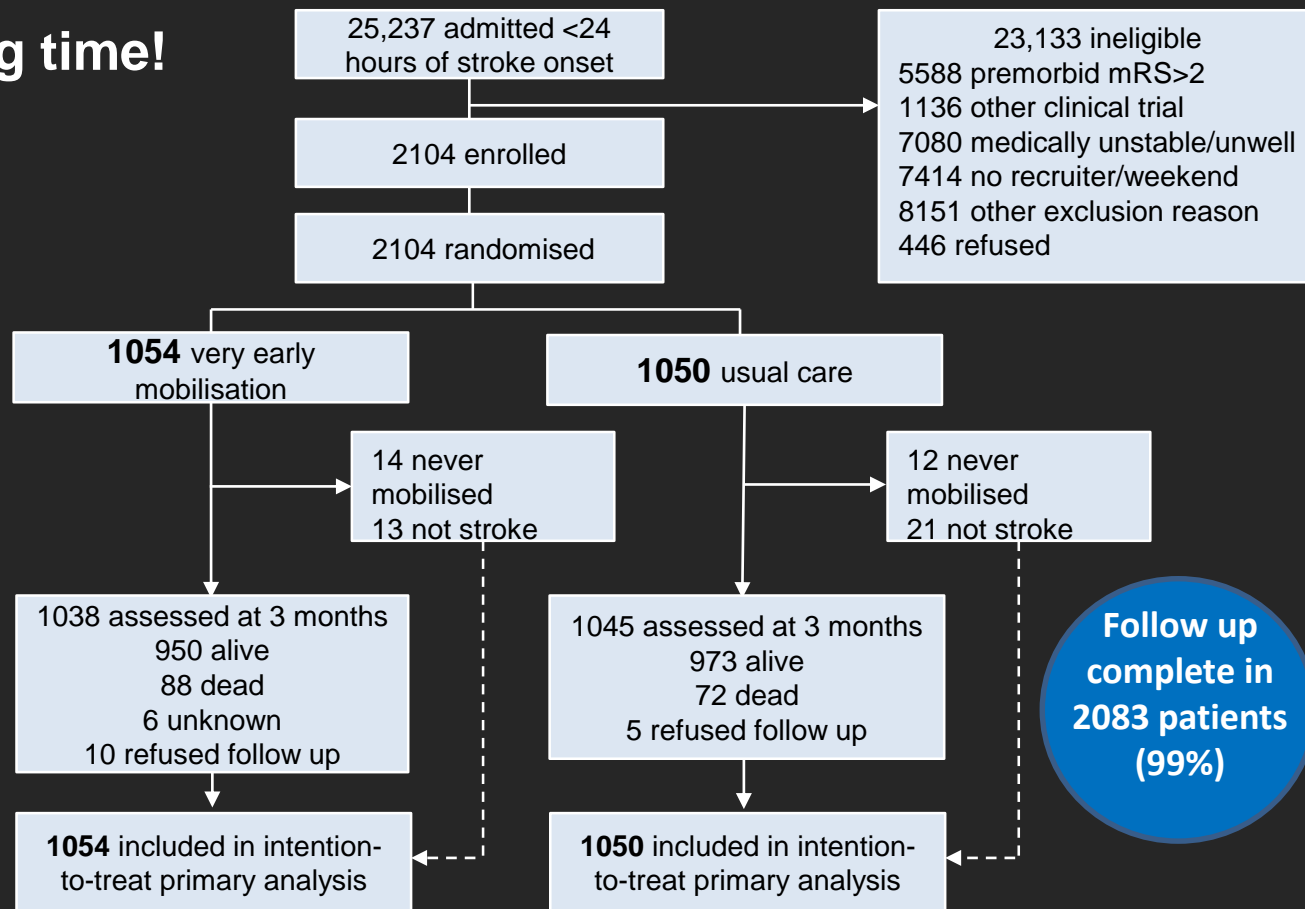 g time!
25,237 admitted <24
hours of stroke onset
23,133 ineligible
5588 premorbid mRS>2
1136 other clinical trial
7080 medically unstable/unwell
7414 no recruiter/weekend
8151 other exclusion reason
446 refused
2104 enrolled
2104 randomised
1054 very early
mobilisation
1050 usual care
14 never
mobilised
13 not stroke
12 never
mobilised
21 not stroke
1038 assessed at 3 months
950 alive
88 dead
6 unknown
10 refused follow up
1045 assessed at 3 months
973 alive
72 dead
5 refused follow up
Follow up
complete in
2083 patients
(99%)
1054 included in intention-
to-treat primary analysis
1050 included in intention-
to-treat primary analysis